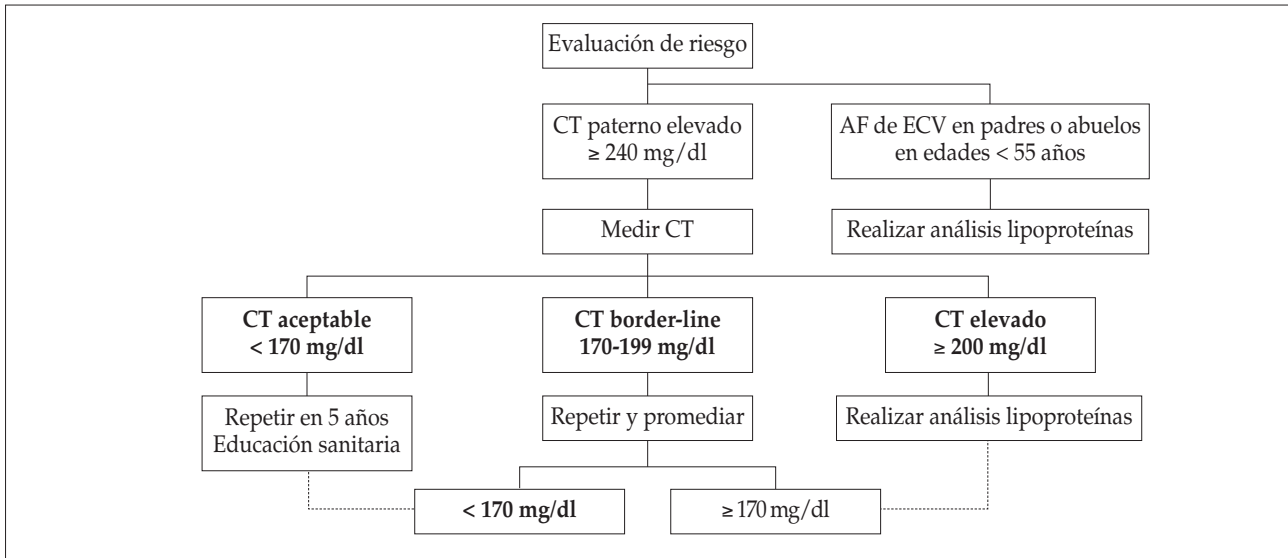 Evaluación de riesgo
CT paterno elevado
≥ 240 mg/dl
AF de ECV en padres o abuelos
en edades < 55 años
Medir CT
Realizar análisis lipoproteínas
CT aceptable
< 170 mg/dl
CT border-line
170-199 mg/dl
CT elevado
≥ 200 mg/dl
Repetir en 5 años
Educación sanitaria
Repetir y promediar
Realizar análisis lipoproteínas
< 170 mg/dl
≥ 170 mg/dl